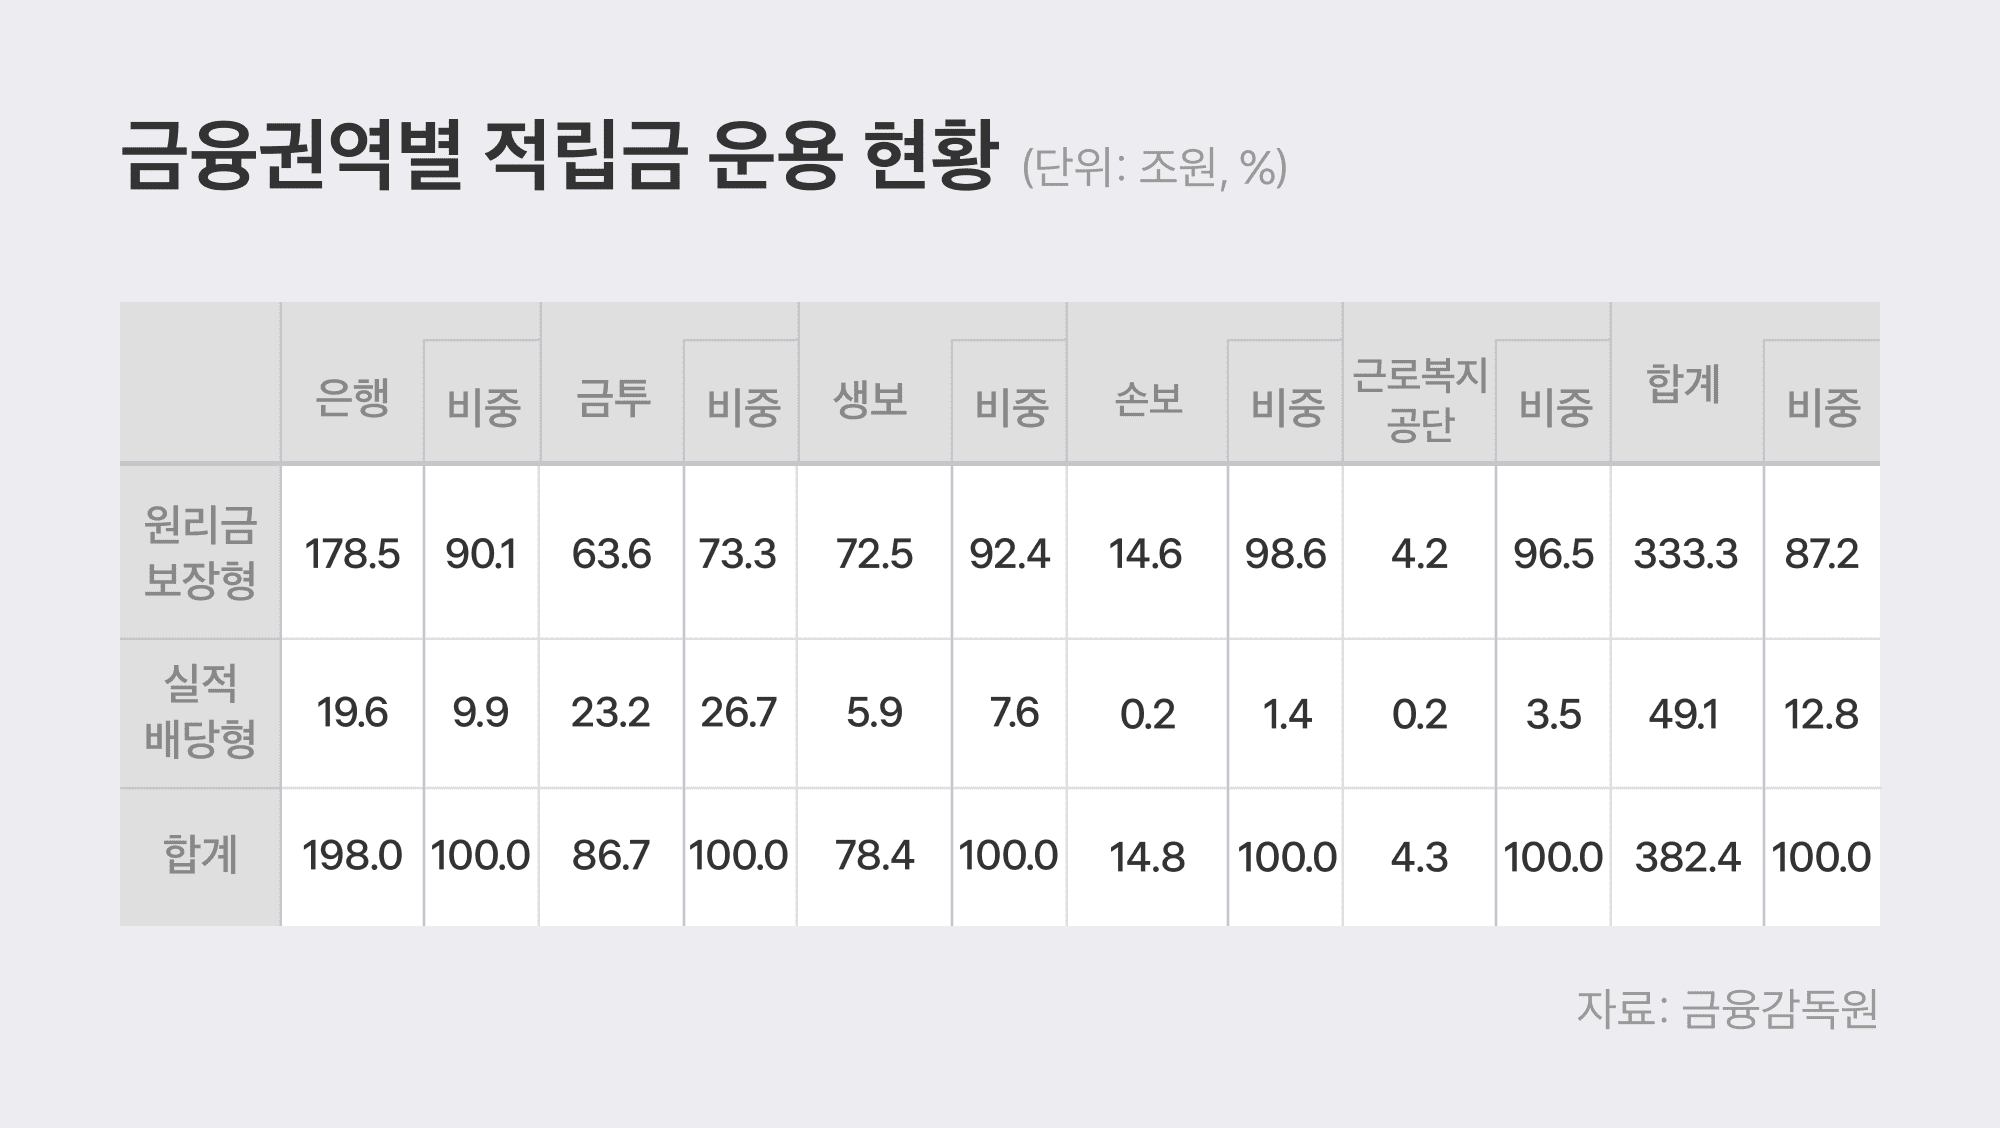 금융권역별 적립금 운용 현황 (단위: 조원, %)
은행 비중 금투 비중 생보 비중 손보 비중 근로복지 공단 비중 합계 비중
원리금 보장형 178.5 90.1 63.6 73.3 72.5 92.4 14.6 98.6 4.2 96.5 333.3 87.2
실적 배당형 19.6 9.9 23.2 26.7 5.9 7.6 0.2 1.4 0.2 3.5 49.1 12.8
합계 198.0 100.0 86.7 100.0 78.4 100.0 14.8 100.0 4.3 100.0 382.4 100.0
자료: 금융감독원